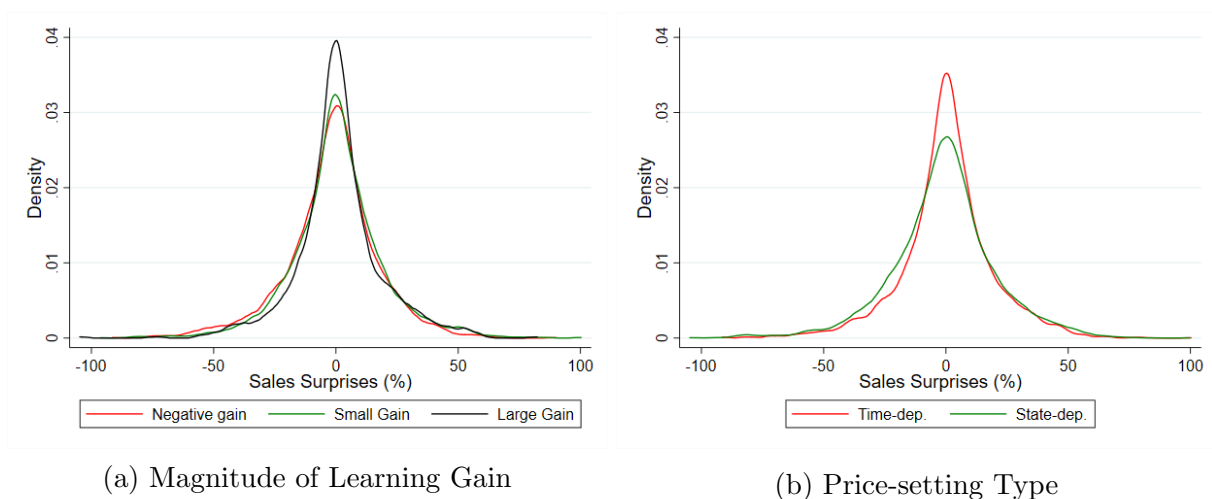 .04
.03
.02
.01
0
Density
-100 -50 0 50 100
Sales Surprises (%)
Negative gain Small Gain Large Gain
(a) Magnitude of Learning Gain
.04
.03
.02
.01
0
Density
-100 -50 0 50 100
Sales Surprises (%)
Time-dep. State-dep.
(b) Price-setting Type